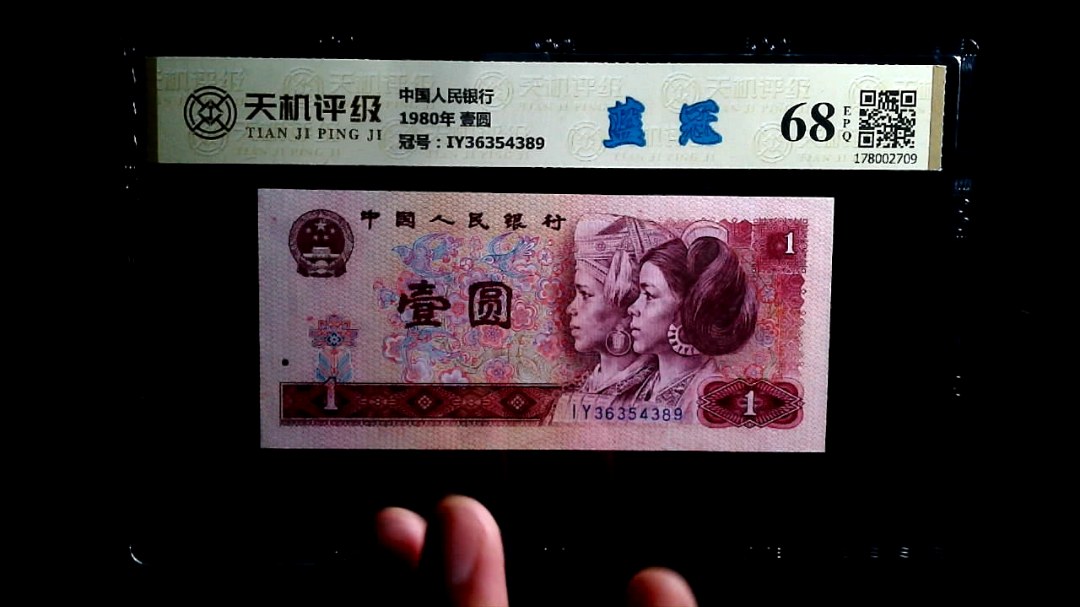 天机评级
TIAN JI PING JI
中国人民银行
1980年 壹圆
冠号：IY36354389
蓝冠
68
EPQ
178002709
中国人民银行
1
壹圆
1
IY36354389
1